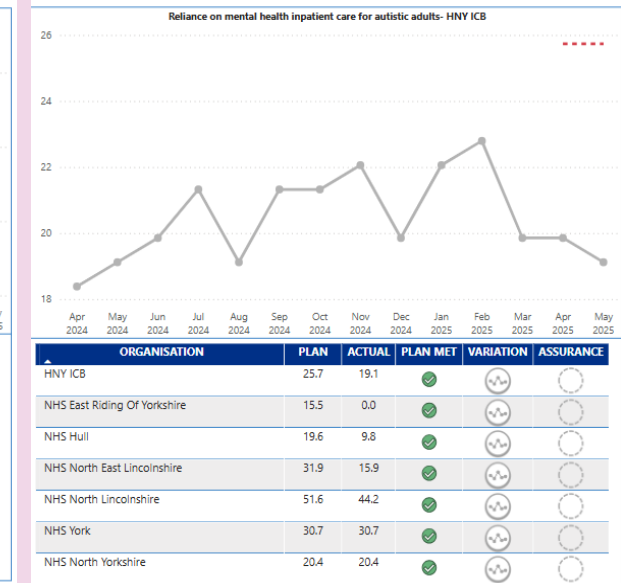 Reliance on mental health inpatient care for autistic adults- HNY ICB
26
24
22
20
18
Apr May Jun Jul Aug Sep Oct Nov Dec Jan Feb Mar Apr May
2024 2024 2024 2024 2024 2024 2024 2024 2024 2025 2025 2025 2025 2025
ORGANISATION PLAN ACTUAL PLAN MET VARIATION ASSURANCE
HNY ICB 25.7 19.1
NHS East Riding Of Yorkshire 15.5 0.0
NHS Hull 19.6 9.8
NHS North East Lincolnshire 31.9 15.9
NHS North Lincolnshire 51.6 44.2
NHS York 30.7 30.7
NHS North Yorkshire 20.4 20.4